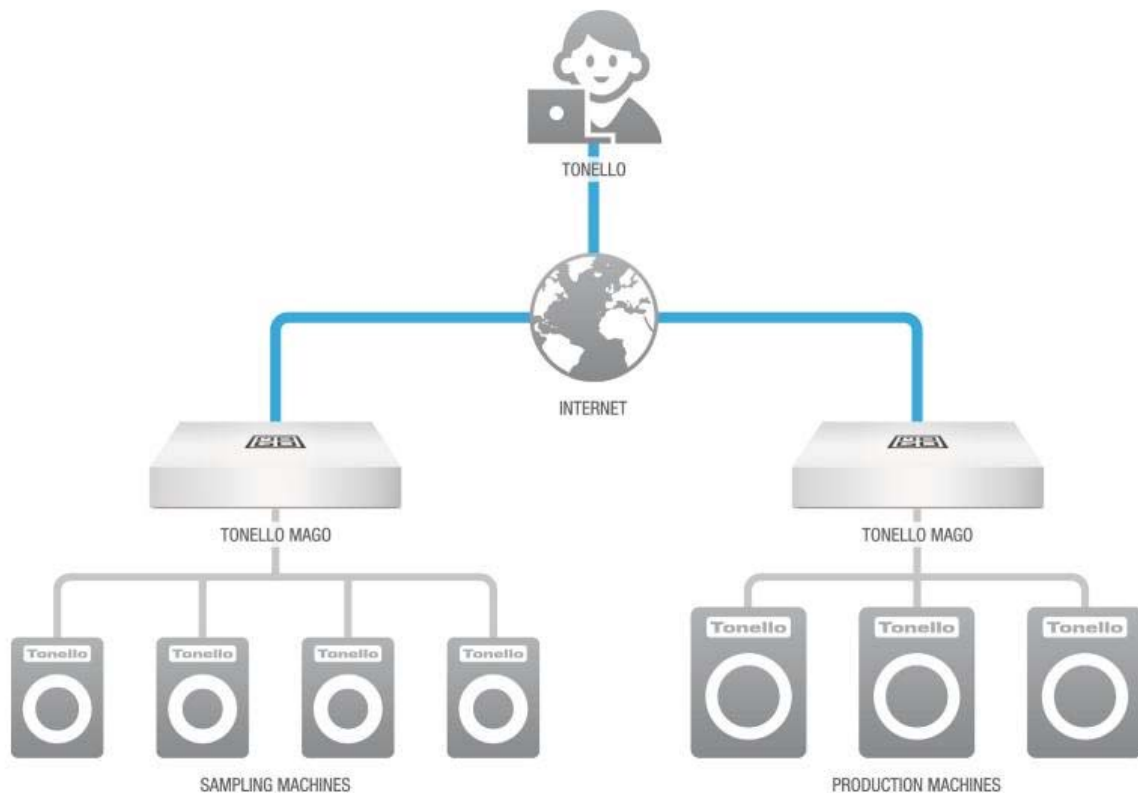 TONELLO
INTERNET
TONELLO MAGO
TONELLO MAGO
Tonello
Tonello
Tonello
Tonello
Tonello
Tonello
Tonello
SAMPLING MACHINES
PRODUCTION MACHINES